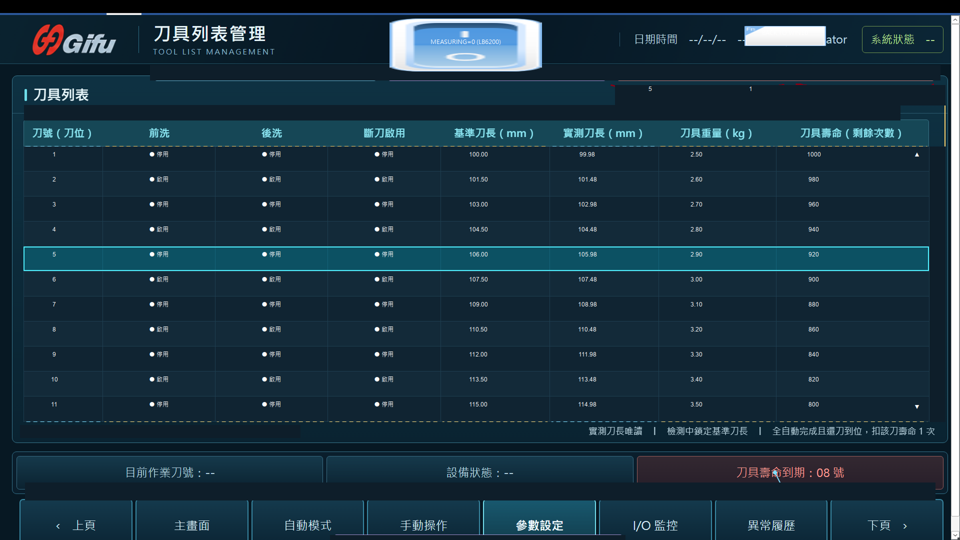 Gifu
刀具列表管理
TOOL LIST MANAGEMENT
MEASURING=0 (LB6200)
日期時間 --/--/-- --
ator
系統狀態 --
刀具列表
5 1
刀號 ( 刀位 ) 前洗 後洗 斷刀啟用 基準刀長 ( mm ) 實測刀長 ( mm ) 刀具重量 ( kg ) 刀具壽命 ( 剩餘次數 )
1 ● 停用 ● 停用 ● 停用 100.00 99.98 2.50 1000 ▲
2 ● 啟用 ● 啟用 ● 啟用 101.50 101.48 2.60 980
3 ● 停用 ● 停用 ● 停用 103.00 102.98 2.70 960
4 ● 啟用 ● 啟用 ● 啟用 104.50 104.48 2.80 940
5 ● 停用 ● 停用 ● 停用 106.00 105.98 2.90 920
6 ● 啟用 ● 啟用 ● 啟用 107.50 107.48 3.00 900
7 ● 停用 ● 停用 ● 停用 109.00 108.98 3.10 880
8 ● 啟用 ● 啟用 ● 啟用 110.50 110.48 3.20 860
9 ● 停用 ● 停用 ● 停用 112.00 111.98 3.30 840
10 ● 啟用 ● 啟用 ● 啟用 113.50 113.48 3.40 820
11 ● 停用 ● 停用 ● 停用 115.00 114.98 3.50 800 ▼
實測刀長唯讀 | 檢測中鎖定基準刀長 | 全自動完成且還刀到位，扣該刀壽命 1 次
目前作業刀號：-- 設備狀態：-- 刀具壽命到期：08 號
‹ 上頁 主畫面 自動模式 手動操作 參數設定 I/O 監控 異常履歷 下頁 ›